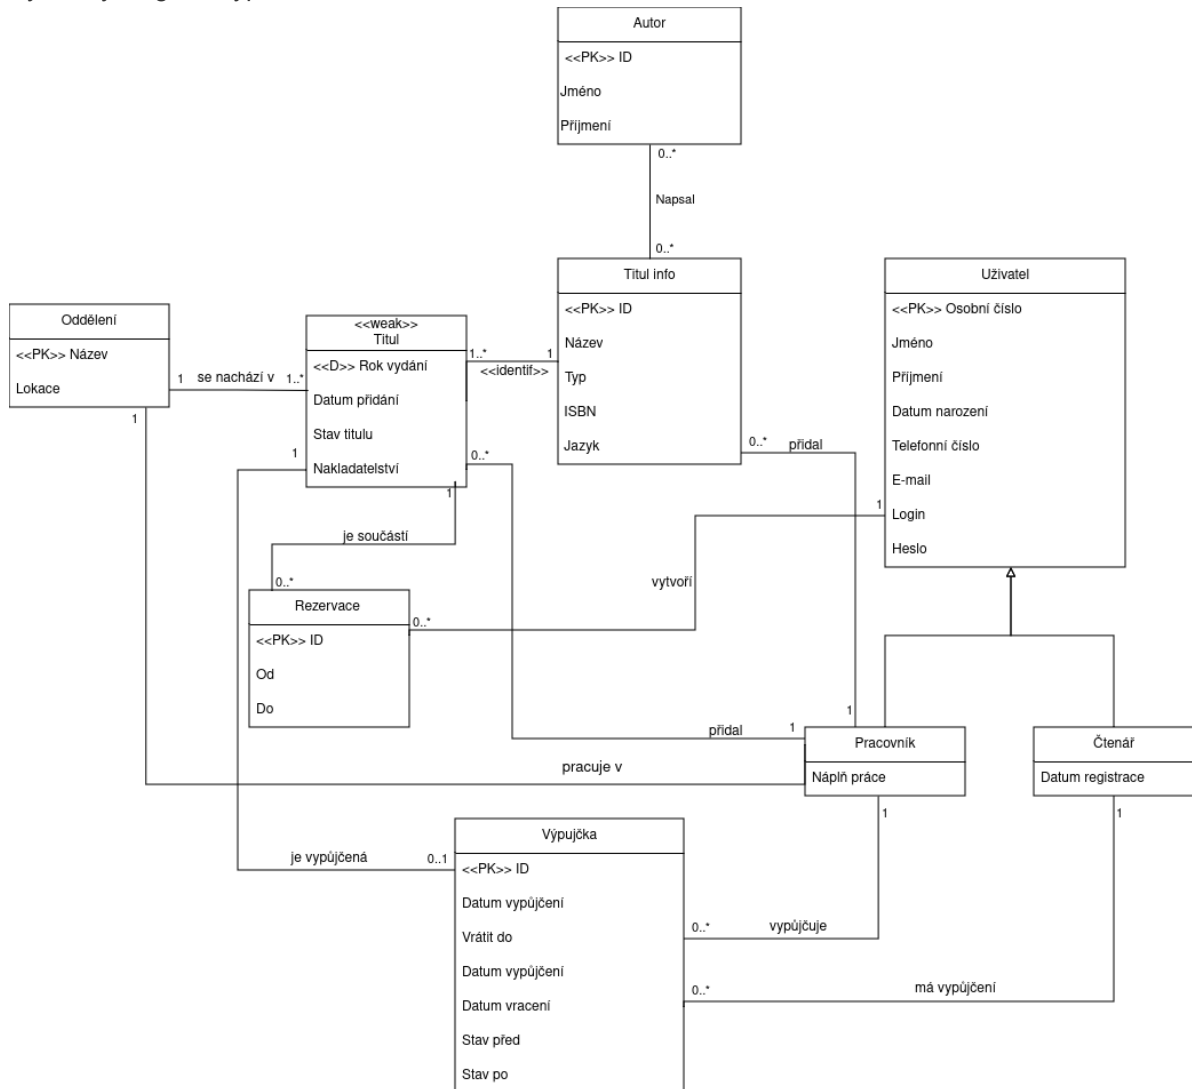 Autor
<<PK>> ID
Jméno
Příjmení
0..*
Napsal
0..*
Titul info
<<PK>> ID
Název
Typ
ISBN
Jazyk
Uživatel
<<PK>> Osobní číslo
Jméno
Příjmení
Datum narození
Telefonní číslo
E-mail
Login
Heslo
Oddělení
<<PK>> Název
Lokace
1
se nachází v
1..*
<<weak>>
Titul
<<D>> Rok vydání
Datum přidání
Stav titulu
Nakladatelství
1..*
1
<<identif>>
0..*
přidal
1
1
0..*
1
je součástí
0..*
1
vytvoří
0..*
Rezervace
<<PK>> ID
Od
Do
1
přidal
1
pracuje v
Pracovník
Náplň práce
Čtenář
Datum registrace
1
1
Výpujčka
<<PK>> ID
Datum vypůjčení
Vrátit do
Datum vypůjčení
Datum vracení
Stav před
Stav po
je vypůjčená
0..1
0..*
vypůjčuje
0..*
má vypůjčení